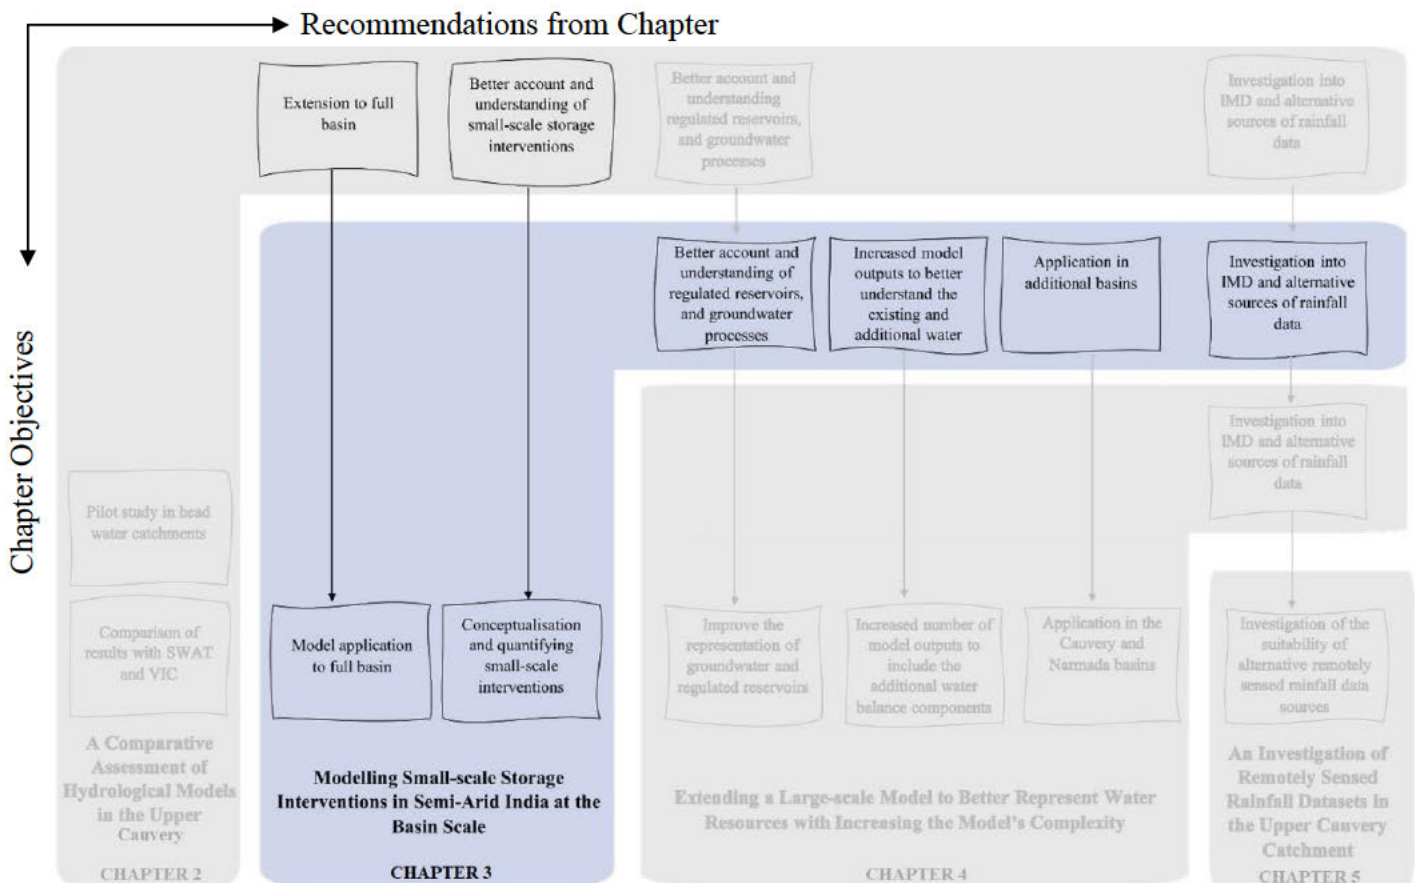 Recommendations from Chapter
Chapter Objectives
Extension to full
basin
Better account and
understanding of
small-scale storage
interventions
Better account and
understanding
regulated reservoirs,
and groundwater
processes
Investigation into
IMD and alternative
sources of rainfall
data
Better account and
understanding of
regulated reservoirs,
and groundwater
processes
Increased model
outputs to better
understand the
existing and
additional water
Application in
additional basins
Investigation into
IMD and alternative
sources of rainfall
data
Investigation into
IMD and alternative
sources of rainfall
data
Pilot study in head
water catchments
Comparison of
results with SWAT
and VIC
Model application
to full basin
Conceptualisation
and quantifying
small-scale
interventions
Improve the
representation of
groundwater and
regulated reservoirs
Increased number of
model outputs to
include the
additional water
balance components
Application in the
Cauvery and
Narmada basins
Investigation of the
suitability of
alternative remotely
sensed rainfall data
sources
A Comparative
Assessment of
Hydrological Models
in the Upper
Cauvery
CHAPTER 2
Modelling Small-scale Storage
Interventions in Semi-Arid India at the
Basin Scale
CHAPTER 3
Extending a Large-scale Model to Better Represent Water
Resources with Increasing the Model's Complexity
CHAPTER 4
An Investigation of
Remotely Sensed
Rainfall Datasets in
the Upper Cauvery
Catchment
CHAPTER 5